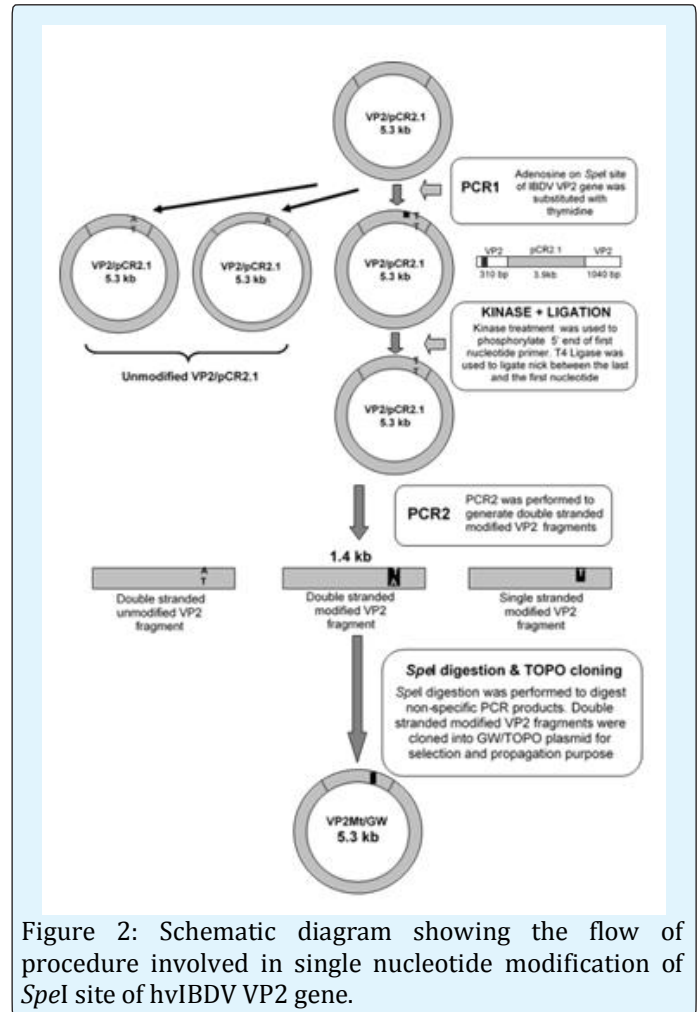 VP2/pCR2.1
5.3 kb
PCR1
Adenosine on SpeI site
of IBDV VP2 gene was
substituted with
thymidine
A
T
VP2/pCR2.1
5.3 kb
A
VP2/pCR2.1
5.3 kb
T
T
VP2/pCR2.1
5.3 kb
VP2
pCR2.1
VP2
310 bp
3.9kb
1040 bp
Unmodified VP2/pCR2.1
KINASE + LIGATION
Kinase treatment was used to
phosphorylate 5' end of first
nucleotide primer. T4 Ligase was
used to ligate nick between the last
and the first nucleotide
T
T
VP2/pCR2.1
5.3 kb
PCR2
PCR2 was performed to
generate double stranded
modified VP2 fragments
1.4 kb
A
T
Double stranded
unmodified VP2
fragment
Double stranded
modified VP2
fragment
Single stranded
modified VP2
fragment
SpeI digestion & TOPO cloning
SpeI digestion was performed to digest
non-specific PCR products. Double
stranded modified VP2 fragments were
cloned into GW/TOPO plasmid for
selection and propagation purpose
VP2Mt/GW
5.3 kb
Figure 2: Schematic diagram showing the flow of
procedure involved in single nucleotide modification of
SpeI site of hvIBDV VP2 gene.